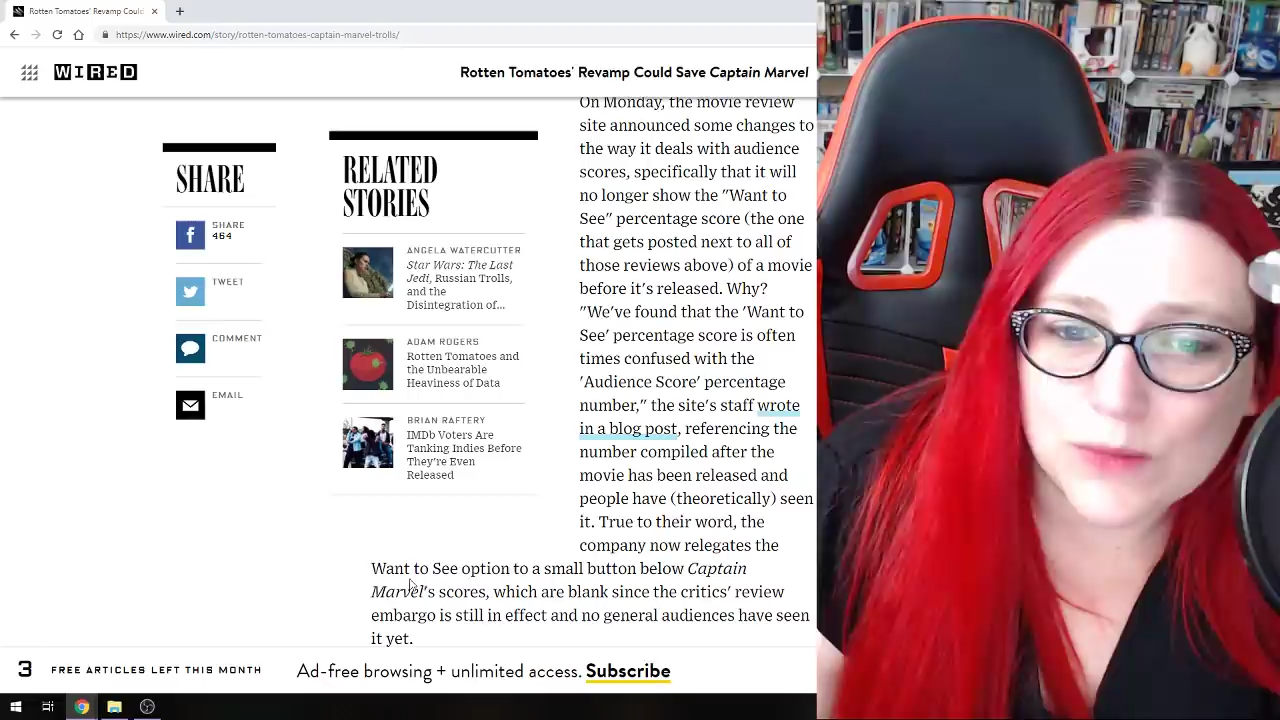 Rotten Tomatoes' Revamp Could
https://www.wired.com/story/rotten-tomatoes-captain-marvel-trolls/
WIRED
Rotten Tomatoes' Revamp Could Save Captain Marvel
SHARE
SHARE
464
TWEET
COMMENT
EMAIL
RELATED
STORIES
ANGELA WATERCUTTER
Star Wars: The Last
Jedi, Russian Trolls,
and the
Disintegration of...
ADAM ROGERS
Rotten Tomatoes and
the Unbearable
Heaviness of Data
BRIAN RAFTERY
IMDb Voters Are
Tanking Indies Before
They're Even
Released
On Monday, the movie review
site announced some changes to
the way it deals with audience
scores, specifically that it will
no longer show the "Want to
See" percentage score (the one
that gets posted next to all of
those reviews above) of a movie
before it's released. Why?
"We've found that the 'Want to
See' percentage score is often
times confused with the
'Audience Score' percentage
number," the site's staff wrote
in a blog post, referencing the
number compiled after the
movie has been released and
people have (theoretically) seen
it. True to their word, the
company now relegates the
Want to See option to a small button below Captain
Marvel's scores, which are blank since the critics' review
embargo is still in effect and no general audiences have seen
it yet.
3 FREE ARTICLES LEFT THIS MONTH
Ad-free browsing + unlimited access. Subscribe